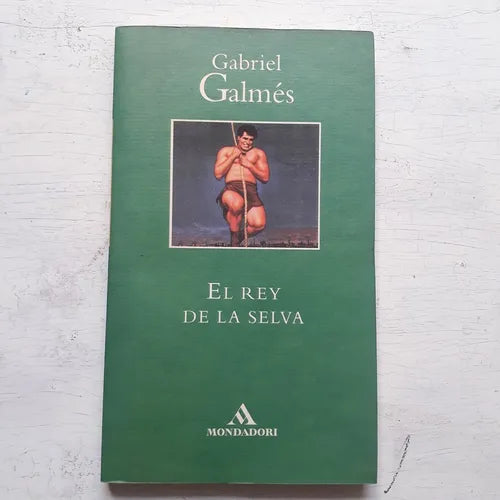 Gabriel
Galmés
EL REY
DE LA SELVA
MONDADORI